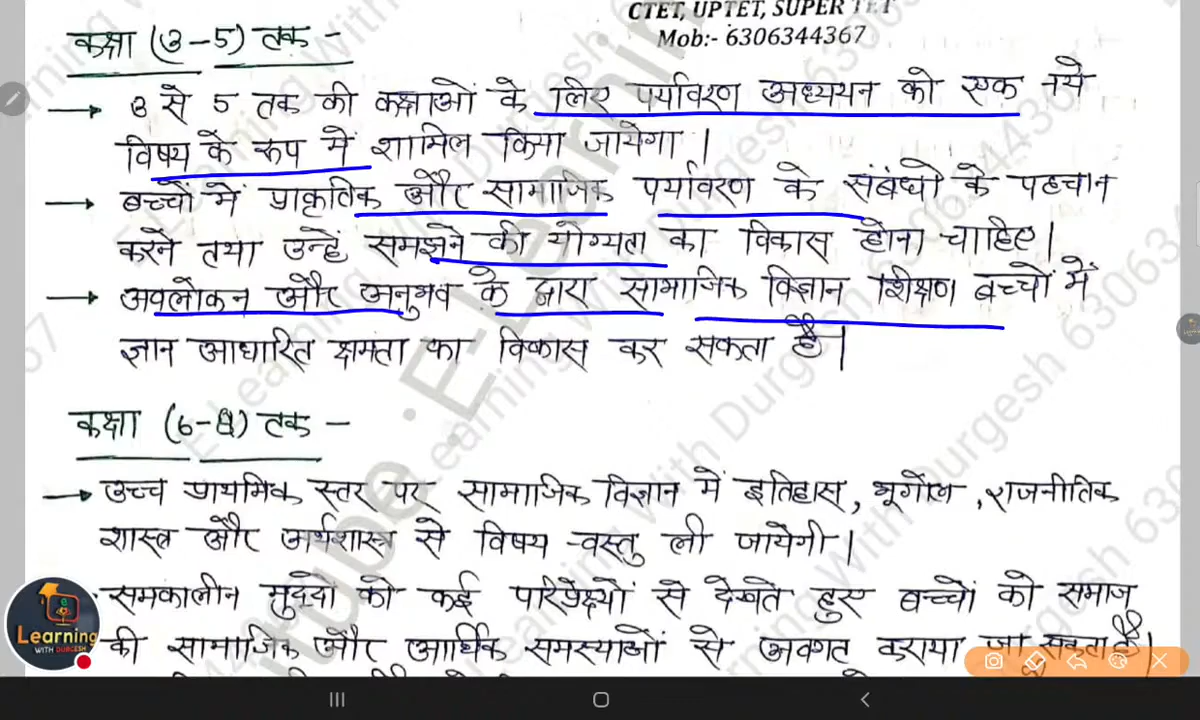 CTET, UPTET, SUPER TET
Mob:- 6306344367
कक्षा (3-5) तक -
→ 3 से 5 तक की कक्षाओं के लिए पर्यावरण अध्ययन को एक नये
विषय के रूप में शामिल किया जायेगा।
→ बच्चों में प्राकृतिक और सामाजिक पर्यावरण के संबंधो के पहचान
करने तथा उन्हें समझने की योग्यता का विकास होना चाहिए।
→ अवलोकन और अनुभव के द्वारा सामाजिक विज्ञान शिक्षण बच्चों में
ज्ञान आधारित क्षमता का विकास कर सकता है।
कक्षा (6-8) तक -
→ उच्च प्राथमिक स्तर पर सामाजिक विज्ञान में इतिहास, भूगोल, राजनीतिक
शास्त्र और अर्थशास्त्र से विषय-वस्तु ली जायेगी।
समकालीन मुद्दो को कई परिप्रेक्ष्यों से देखते हुए बच्चों को समाज
की सामाजिक और आर्थिक समस्याओं से अवगत कराया जा सकता है।
Learning
WITH DURGESH